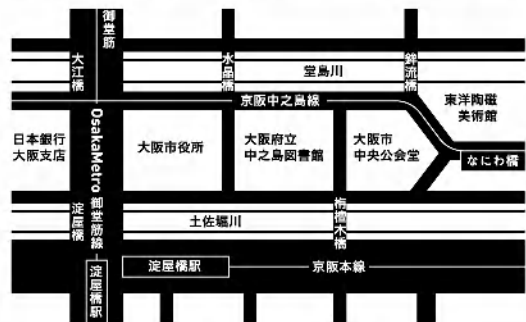 御堂筋
大江橋
水晶橋
堂島川
鉾流橋
京阪中之島線
東洋陶磁
美術館
OsakaMetro 御堂筋線
日本銀行
大阪支店
大阪市役所
大阪府立
中之島図書館
大阪市
中央公会堂
なにわ橋
淀屋橋
土佐堀川
栴檀木橋
淀屋橋駅
淀屋橋駅
京阪本線